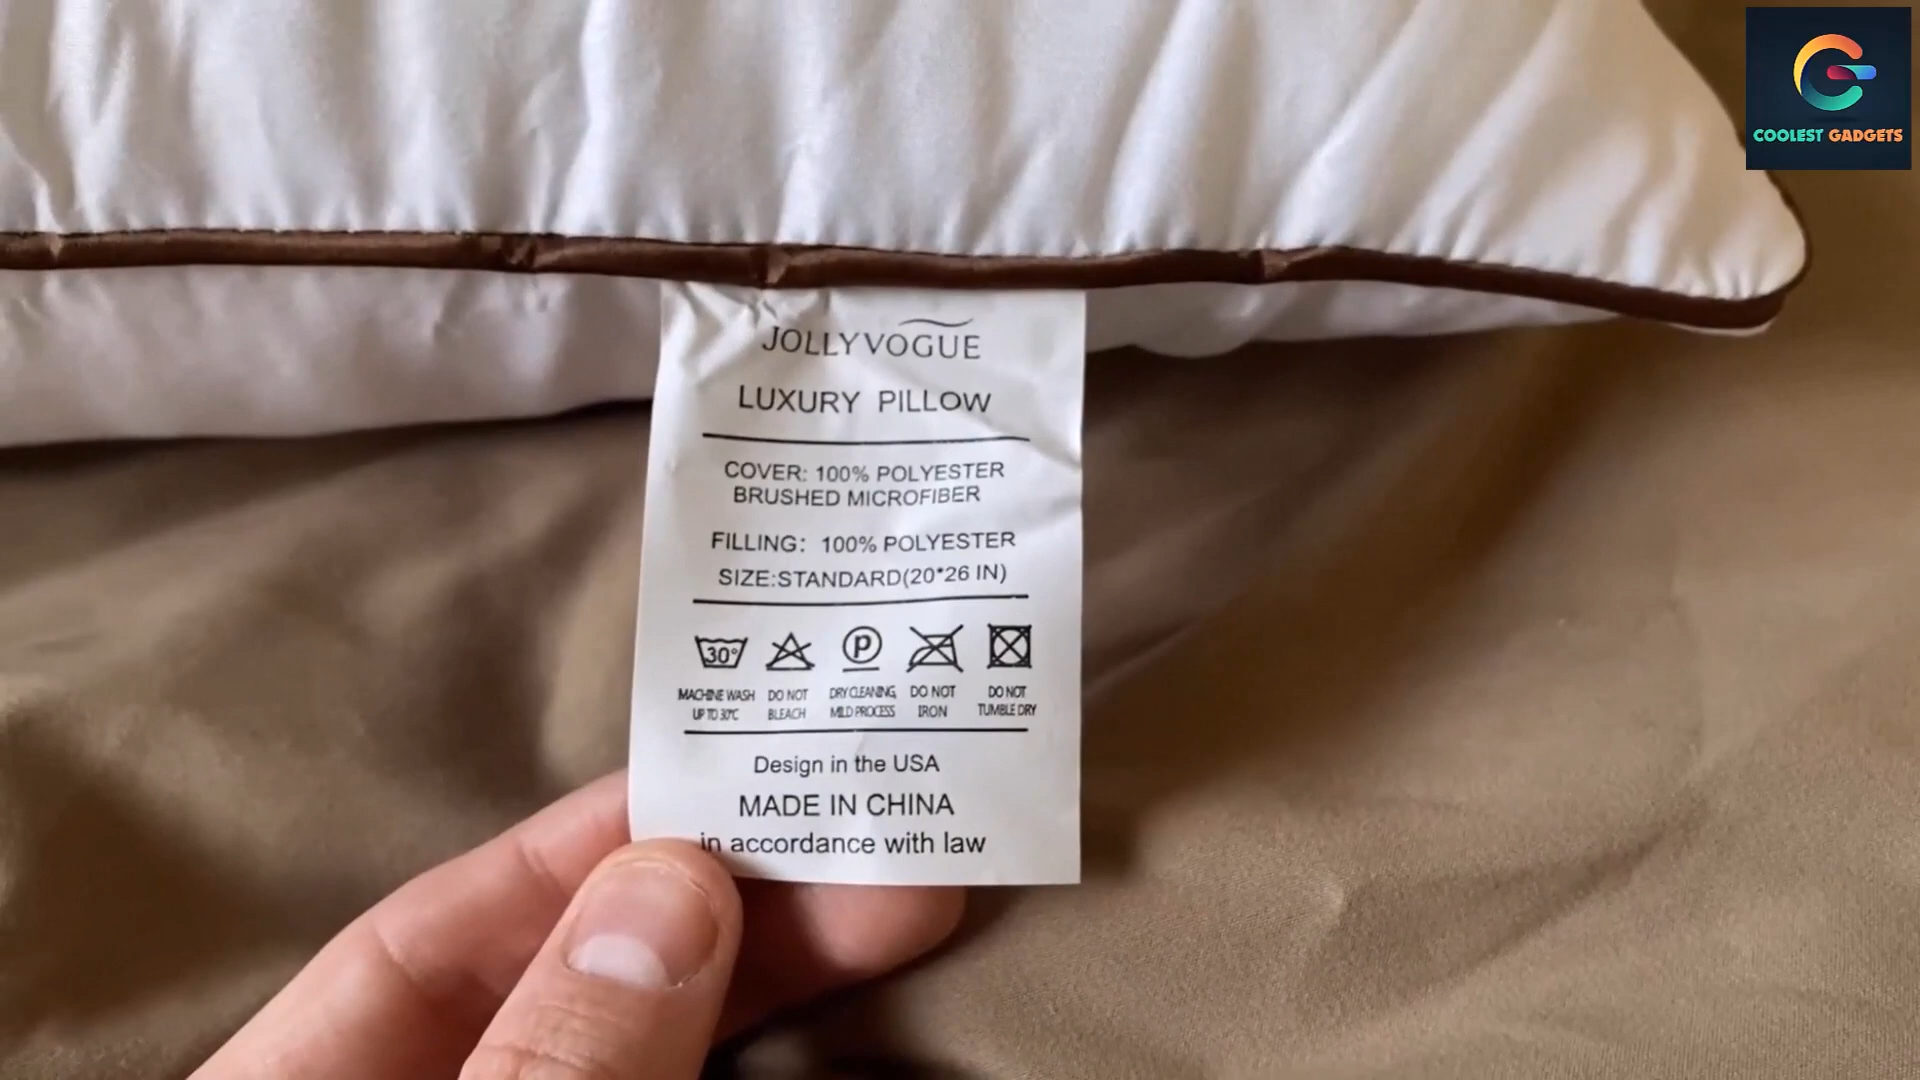 COOLEST GADGETS
JOLLYVOGUE
LUXURY PILLOW
COVER: 100% POLYESTER
BRUSHED MICROFIBER
FILLING: 100% POLYESTER
SIZE:STANDARD(20*26 IN)
30° P
MACHINE WASH DO NOT DRY CLEANING, DO NOT DO NOT
UP TO 30℃ BLEACH MILD PROCESS IRON TUMBLE DRY
Design in the USA
MADE IN CHINA
in accordance with law